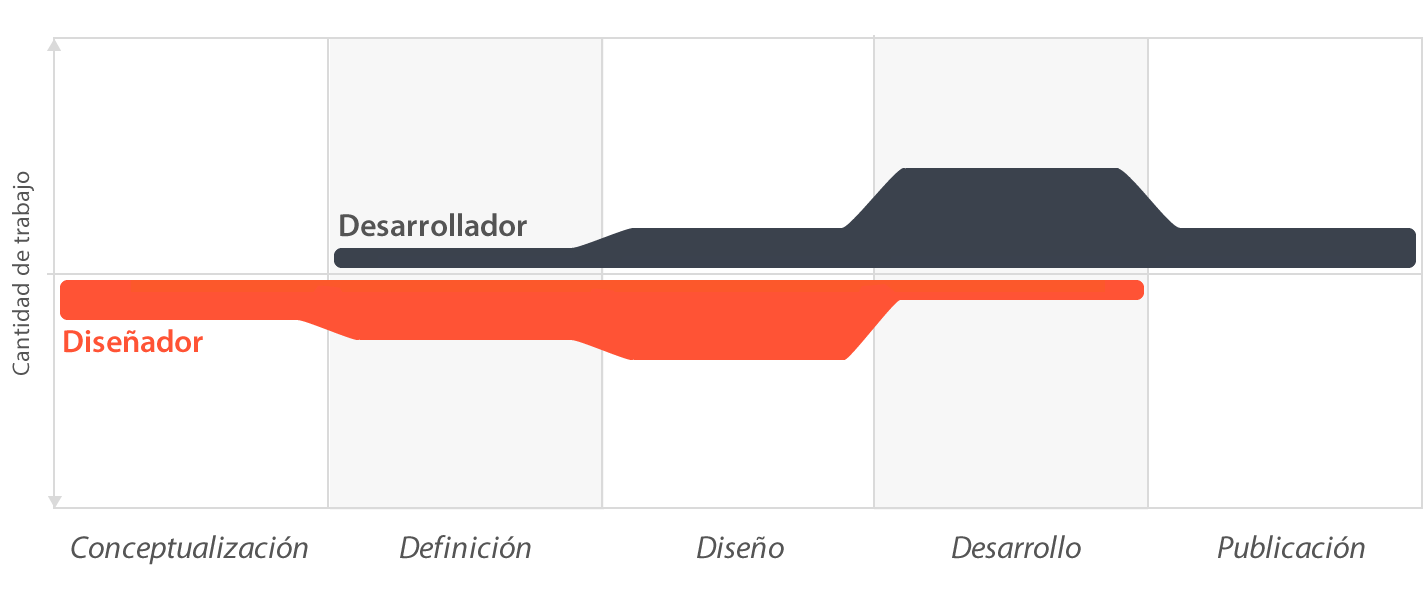 Cantidad de trabajo
Desarrollador
Diseñador
Conceptualización
Definición
Diseño
Desarrollo
Publicación